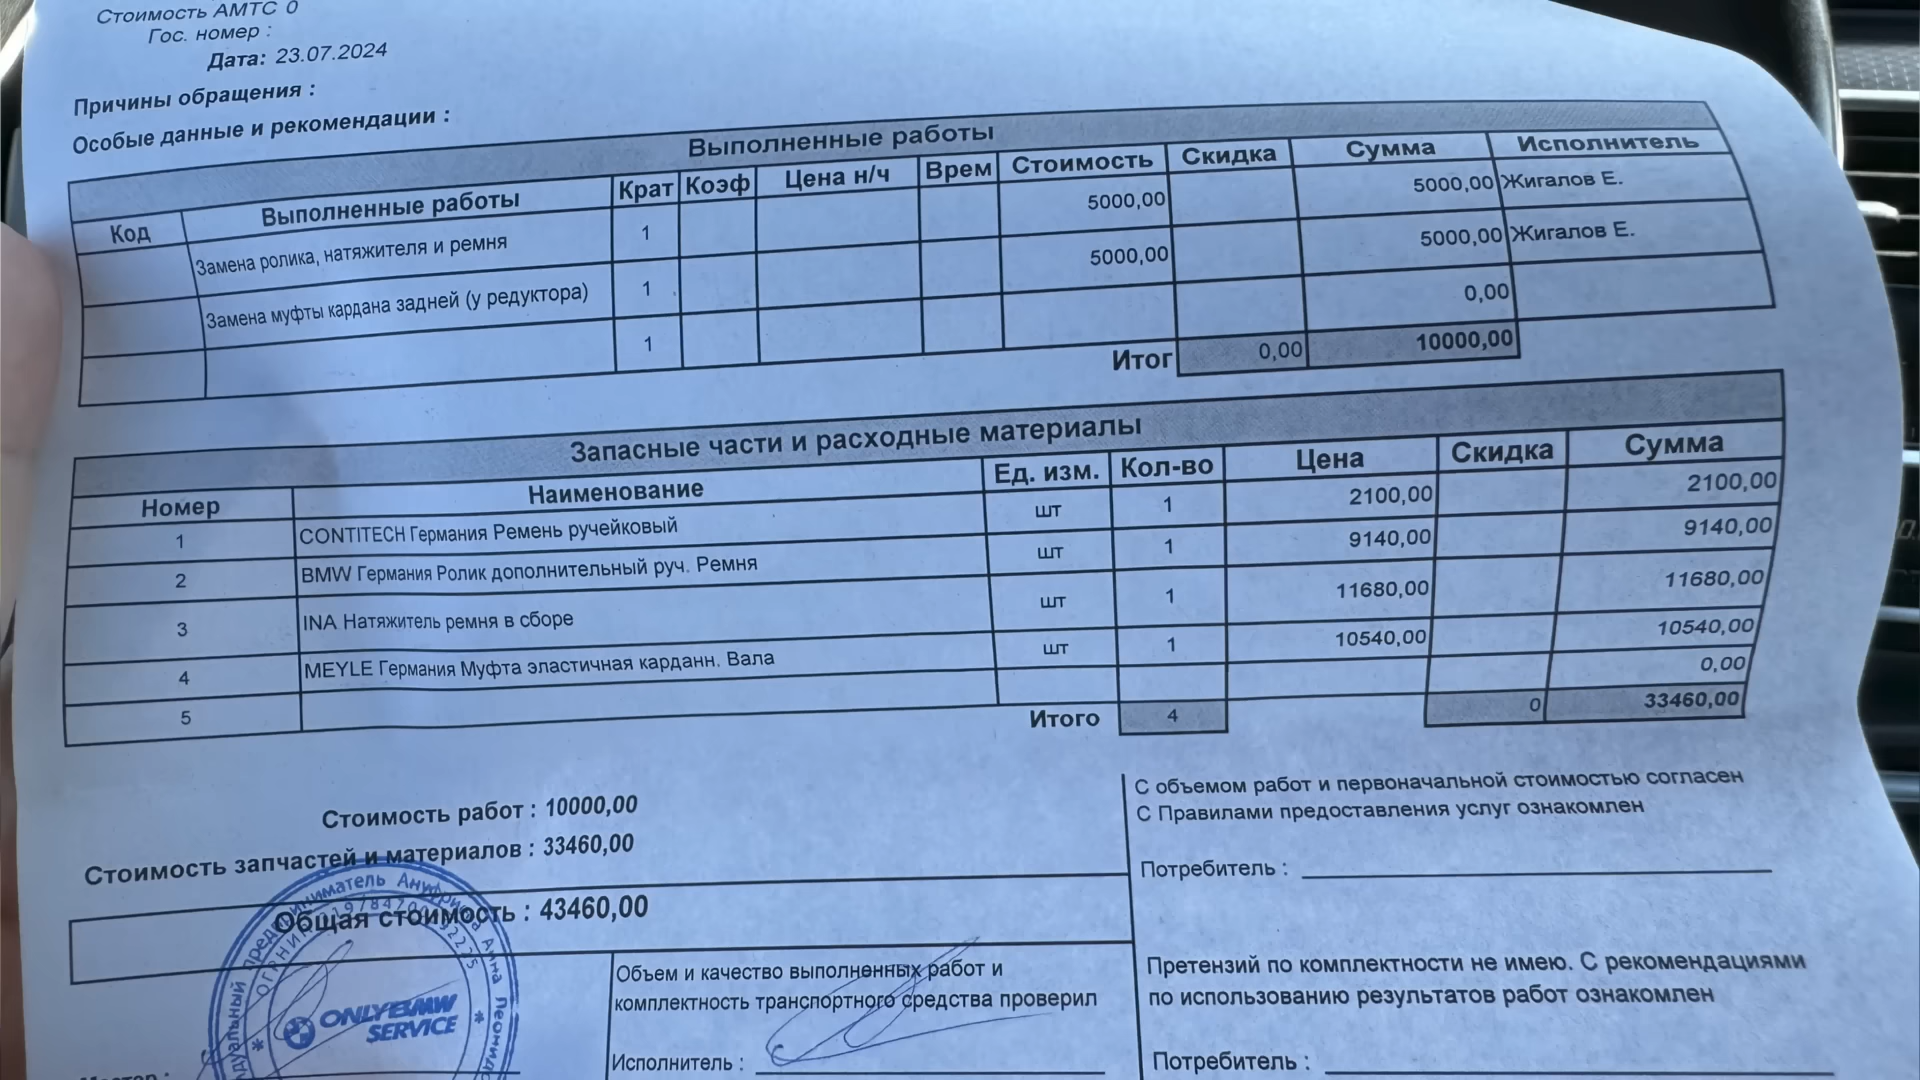 Стоимость АМТС 0
Гос. номер :
Дата: 23.07.2024
Причины обращения :
Особые данные и рекомендации :
Выполненные работы
Код Выполненные работы Крат Коэф Цена н/ч Врем Стоимость Скидка Сумма Исполнитель
Замена ролика, натяжителя и ремня 1 5000,00 5000,00 Жигалов Е.
Замена муфты кардана задней (у редуктора) 1 5000,00 5000,00 Жигалов Е.
1 0,00
Итог 0,00 10000,00
Запасные части и расходные материалы
Номер Наименование Ед. изм. Кол-во Цена Скидка Сумма
1 CONTITECH Германия Ремень ручейковый шт 1 2100,00 2100,00
2 BMW Германия Ролик дополнительный руч. Ремня шт 1 9140,00 9140,00
3 INA Натяжитель ремня в сборе шт 1 11680,00 11680,00
4 MEYLE Германия Муфта эластичная карданн. Вала шт 1 10540,00 10540,00
5 0,00
Итого 4 0 33460,00
Стоимость работ : 10000,00
Стоимость запчастей и материалов : 33460,00
Общая стоимость : 43460,00
С объемом работ и первоначальной стоимостью согласен
С Правилами предоставления услуг ознакомлен
Потребитель :
Объем и качество выполненных работ и
комплектность транспортного средства проверил
Исполнитель :
Претензий по комплектности не имею. С рекомендациями
по использованию результатов работ ознакомлен
Потребитель :
предприниматель
Анна
ONLYBMW
SERVICE